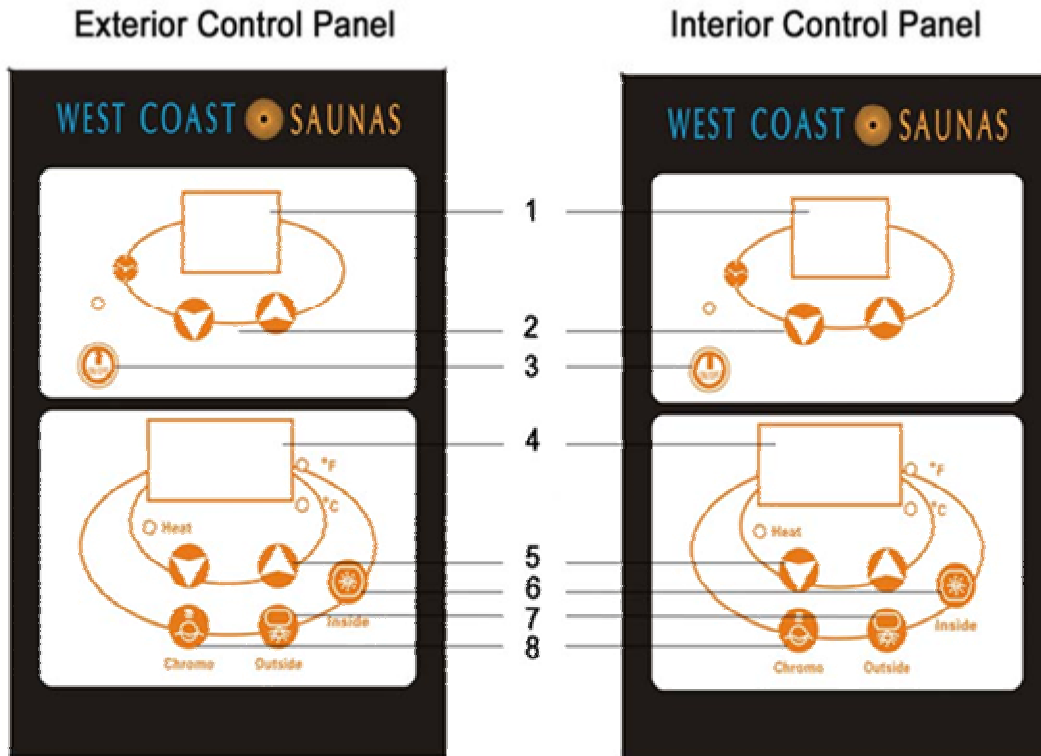 Exterior Control Panel
Interior Control Panel
WEST COAST SAUNAS
WEST COAST SAUNAS
1
2
3
4
°F
°C
Heat
°F
°C
Heat
5
6
7
8
Inside
Chromo
Outside
Inside
Chromo
Outside